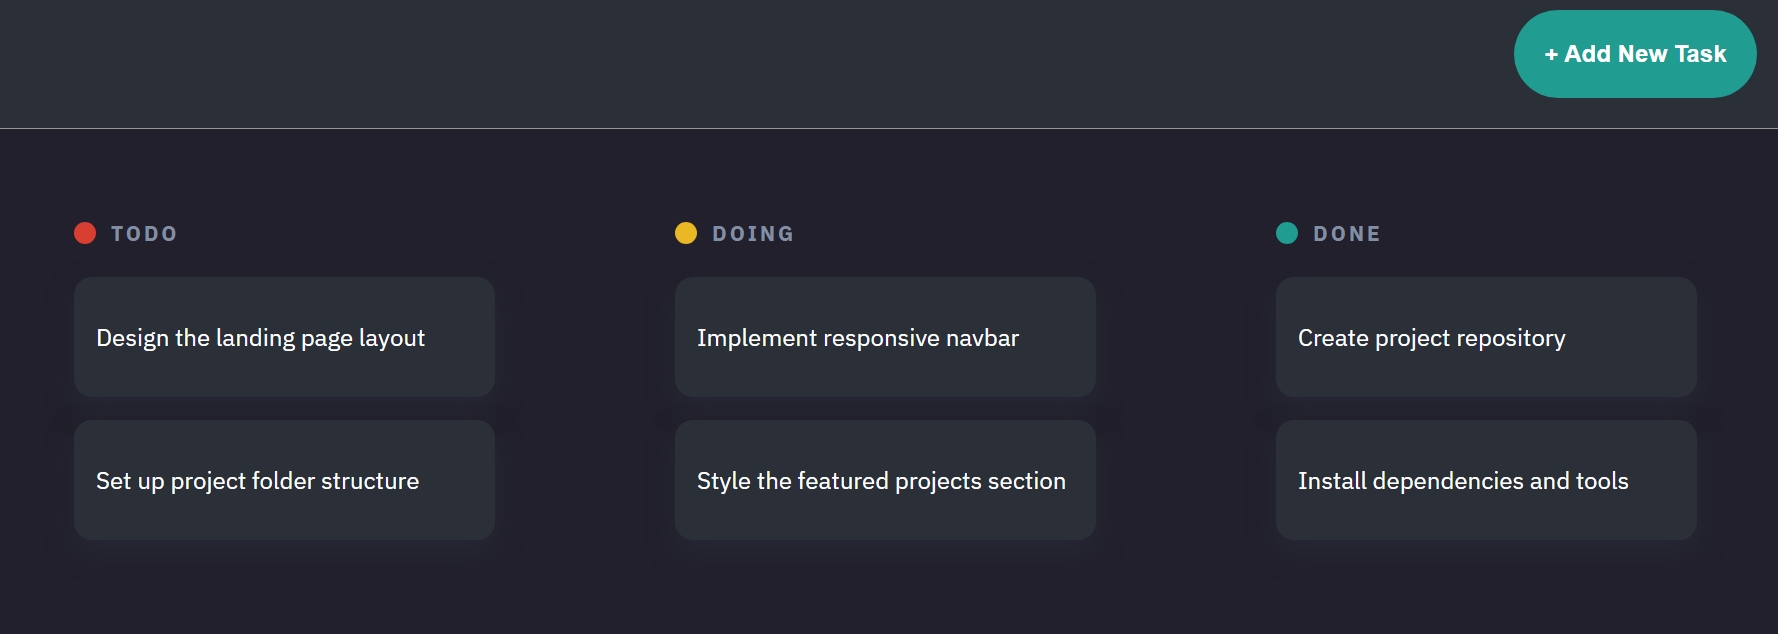 + Add New Task
TODO
Design the landing page layout
Set up project folder structure
DOING
Implement responsive navbar
Style the featured projects section
DONE
Create project repository
Install dependencies and tools